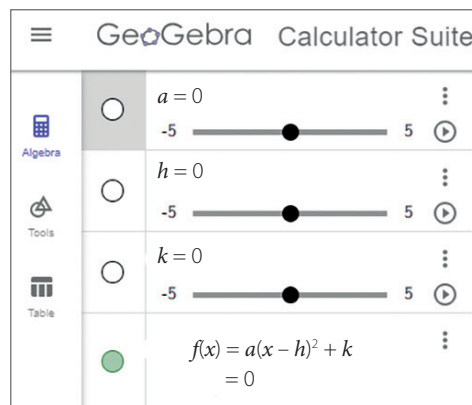 GeoGebra Calculator Suite
a = 0
-5 5
Algebra
h = 0
-5 5
Tools
k = 0
-5 5
Table
f(x) = a(x – h)² + k
= 0